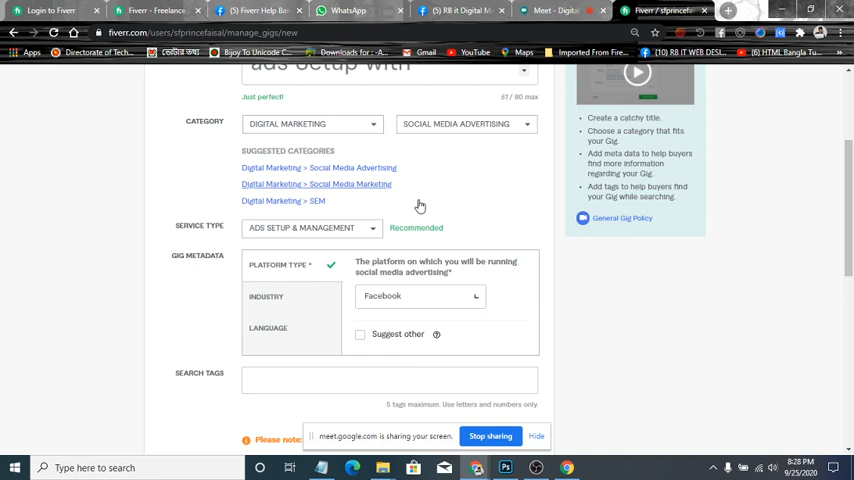 Login to Fiverr
Fiverr - Freelance
(5) Fiverr Help Ban
WhatsApp
(5) RB it Digital M
Meet - Digital
Fiverr / sfprincefaisal
fiverr.com/users/sfprincefaisal/manage_gigs/new
Apps
Directorate of Tech...
Bijoy To Unicode C...
Downloads for : -A...
Gmail
YouTube
Maps
Imported From Firef...
(10) RB IT WEB DESI...
(5) HTML Bangla Tu...
ads Setup with
Just perfect!
37 / 80 max
CATEGORY
DIGITAL MARKETING
SOCIAL MEDIA ADVERTISING
SUGGESTED CATEGORIES
Digital Marketing > Social Media Advertising
Digital Marketing > Social Media Marketing
Digital Marketing > SEM
SERVICE TYPE
ADS SETUP & MANAGEMENT
Recommended
GIG METADATA
PLATFORM TYPE *
INDUSTRY
LANGUAGE
The platform on which you will be running
social media advertising*
Facebook
Suggest other
SEARCH TAGS
5 tags maximum. Use letters and numbers only.
Please note:
• Create a catchy title.
• Choose a category that fits
your Gig.
• Add meta data to help buyers
find more information
regarding your Gig.
• Add tags to help buyers find
your Gig while searching.
General Gig Policy
meet.google.com is sharing your screen.
Stop sharing
Hide
Type here to search
8:28 PM
9/25/2020